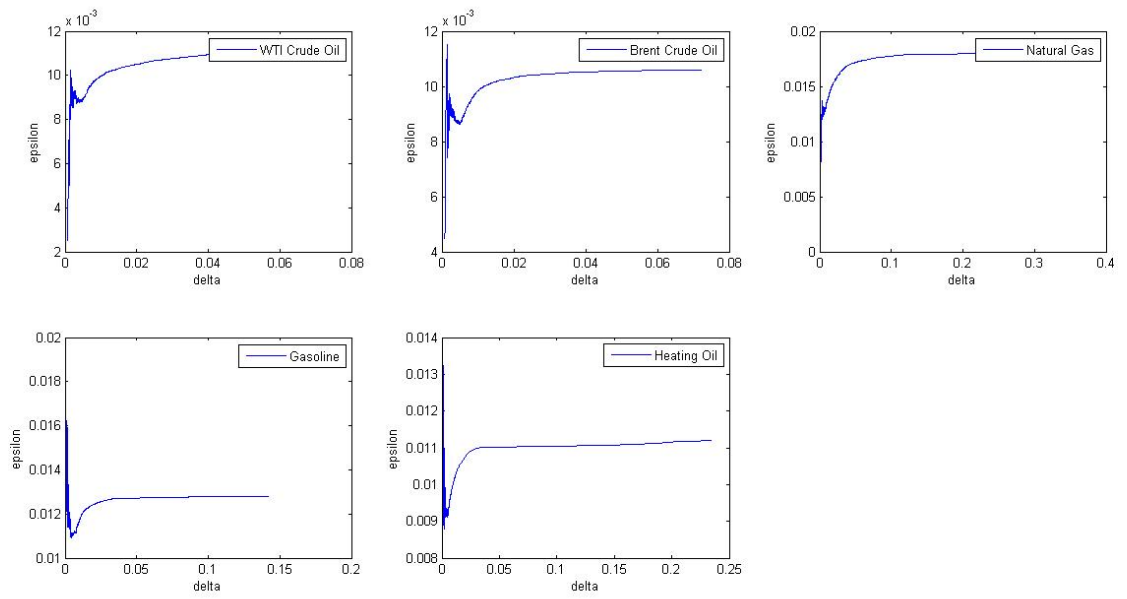 x 10^-3
12
10
8
6
4
2
0 0.02 0.04 0.06 0.08
epsilon
delta
WTI Crude Oil
x 10^-3
12
10
8
6
4
0 0.02 0.04 0.06 0.08
epsilon
delta
Brent Crude Oil
0.02
0.015
0.01
0.005
0
0 0.1 0.2 0.3 0.4
epsilon
delta
Natural Gas
0.02
0.018
0.016
0.014
0.012
0.01
0 0.05 0.1 0.15 0.2
epsilon
delta
Gasoline
0.014
0.013
0.012
0.011
0.01
0.009
0.008
0 0.05 0.1 0.15 0.2 0.25
epsilon
delta
Heating Oil